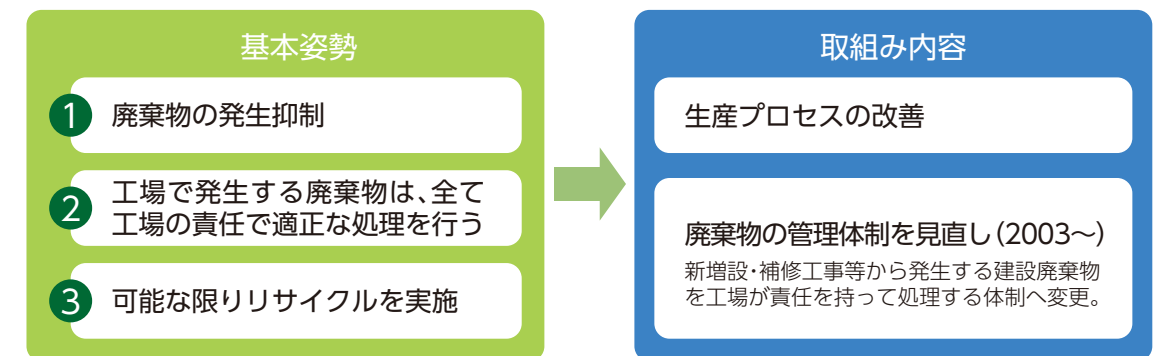 基本姿勢
1 廃棄物の発生抑制
2 工場で発生する廃棄物は、全て
工場の責任で適正な処理を行う
3 可能な限りリサイクルを実施
取組み内容
生産プロセスの改善
廃棄物の管理体制を見直し(2003〜)
新増設・補修工事等から発生する建設廃棄物
を工場が責任を持って処理する体制へ変更。